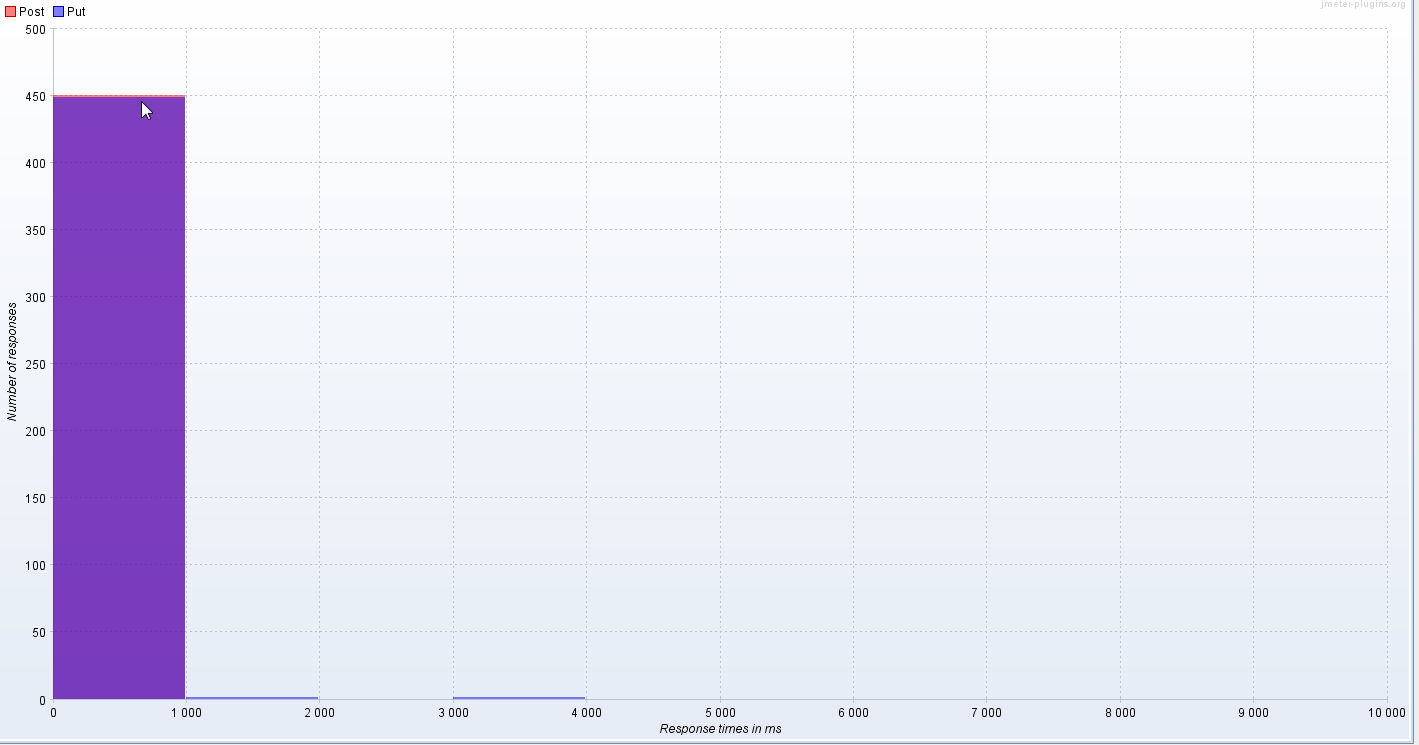 jmeter-plugins.org
Post Put
500
450
400
350
300
250
200
150
100
50
0
Number of responses
0 1 000 2 000 3 000 4 000 5 000 6 000 7 000 8 000 9 000 10 000
Response times in ms